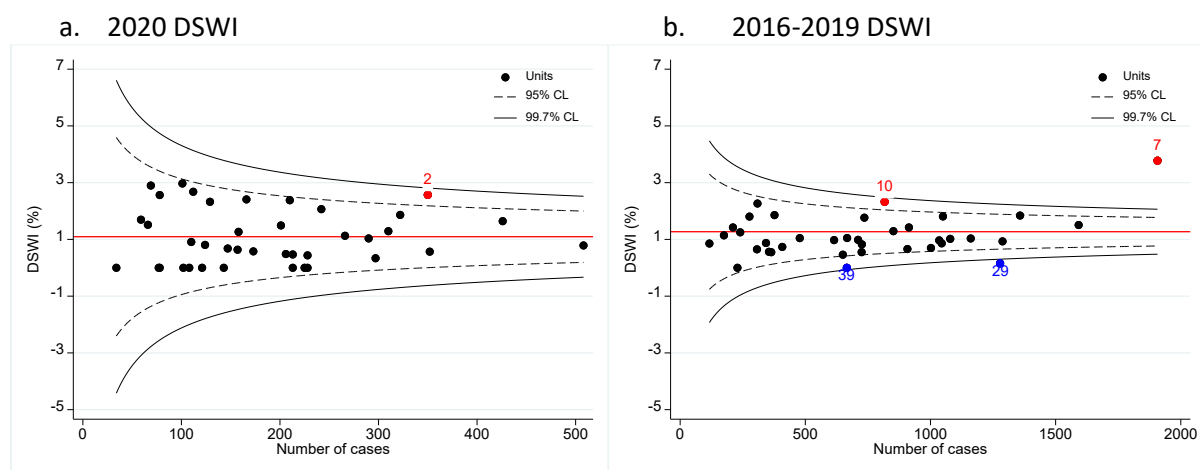 a. 2020 DSWI
7
5
3
1
-1
-3
-5
DSWI (%)
Units
95% CL
99.7% CL
2
0
100
200
300
400
500
Number of cases
b. 2016-2019 DSWI
7
5
3
1
-1
-3
-5
DSWI (%)
Units
95% CL
99.7% CL
7
10
39
29
0
500
1000
1500
2000
Number of cases